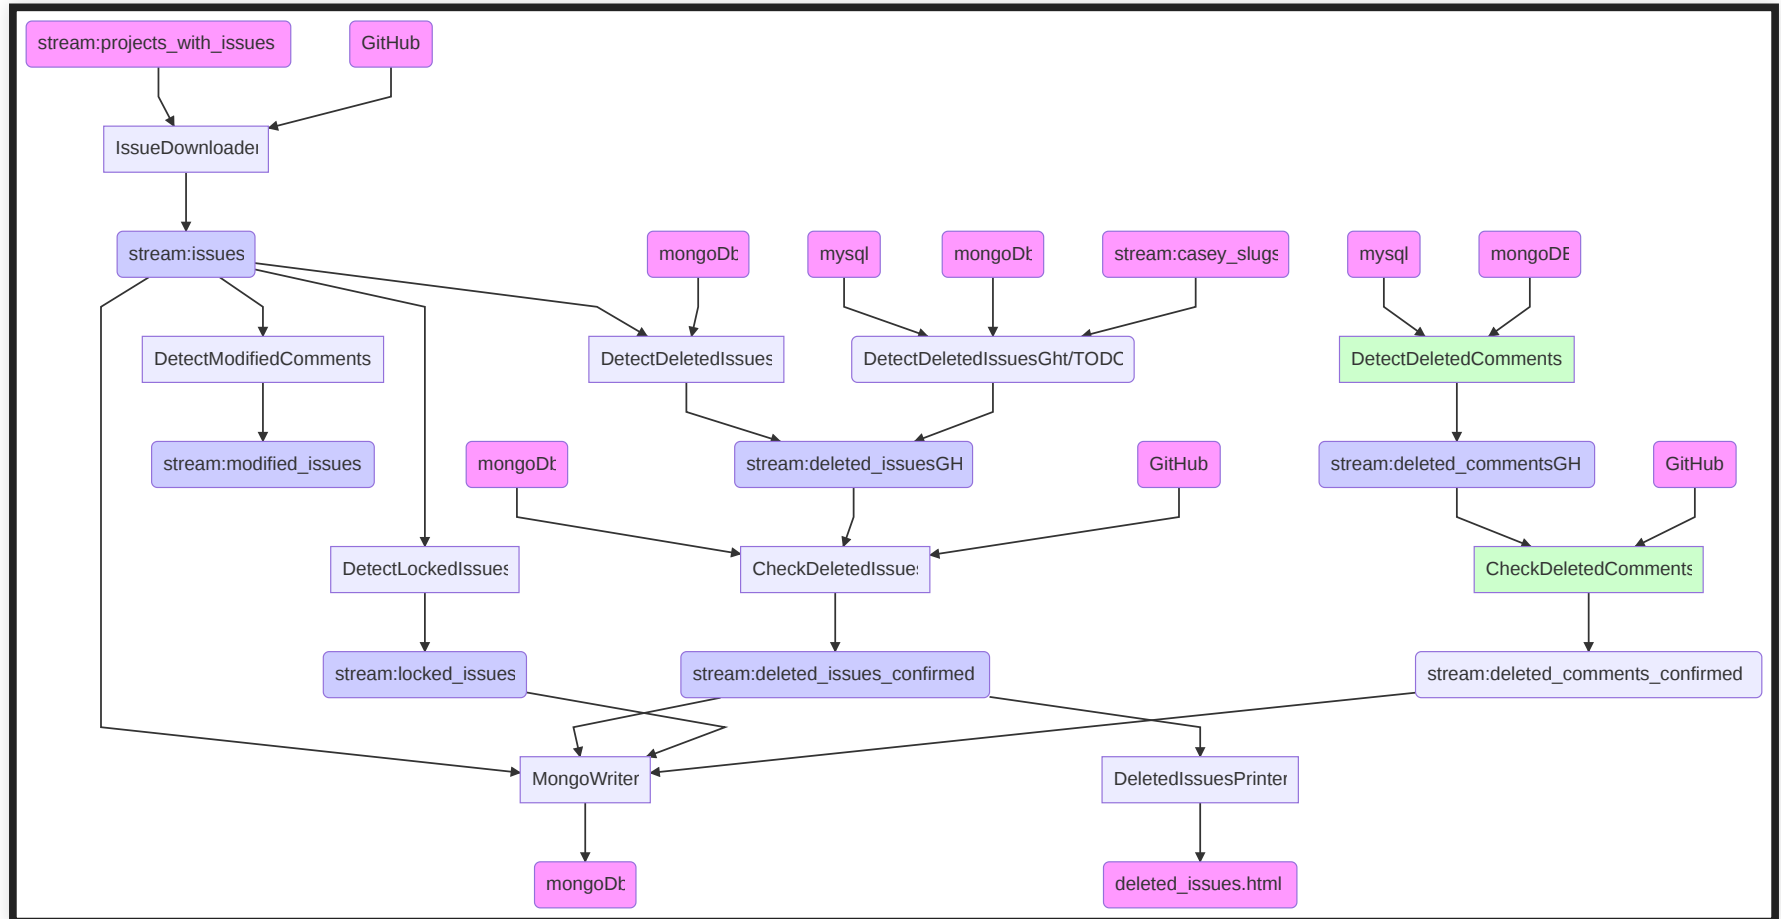 stream:projects_with_issues
GitHub
IssueDownloader
stream:issues
mongoDb
mysql
mongoDb
stream:casey_slugs
mysql
mongoDB
DetectModifiedComments
DetectDeletedIssues
DetectDeletedIssuesGht/TODO
DetectDeletedComments
stream:modified_issues
mongoDb
stream:deleted_issuesGH
GitHub
stream:deleted_commentsGH
GitHub
DetectLockedIssues
CheckDeletedIssues
CheckDeletedComments
stream:locked_issues
stream:deleted_issues_confirmed
stream:deleted_comments_confirmed
MongoWriter
DeletedIssuesPrinter
mongoDb
deleted_issues.html